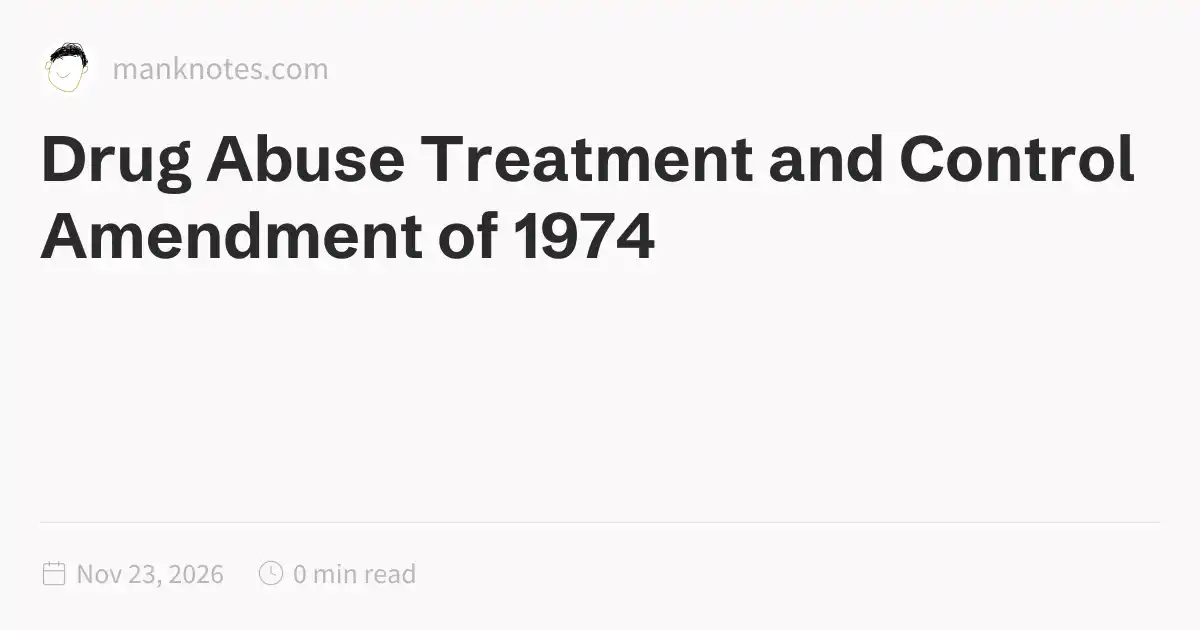 manknotes.com
Drug Abuse Treatment and Control
Amendment of 1974
Nov 23, 2026 0 min read